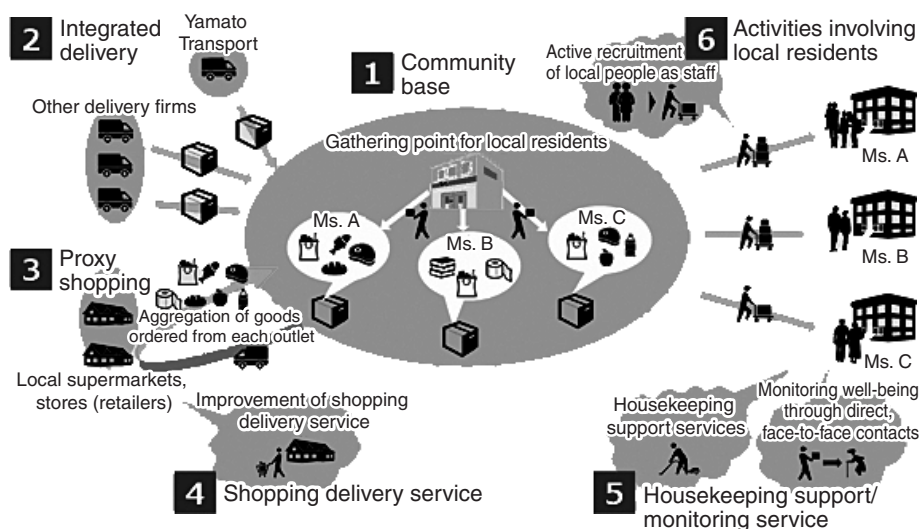 2 Integrated
delivery
Yamato
Transport
Other delivery firms
1 Community
base
Gathering point for local residents
Ms. A
Ms. B
Ms. C
6 Activities involving
local residents
Active recruitment
of local people as staff
Ms. A
Ms. B
Ms. C
3 Proxy
shopping
Aggregation of goods
ordered from each outlet
Local supermarkets,
stores (retailers)
Improvement of shopping
delivery service
4 Shopping delivery service
Housekeeping
support services
Monitoring well-being
through direct,
face-to-face contacts
5 Housekeeping support/
monitoring service